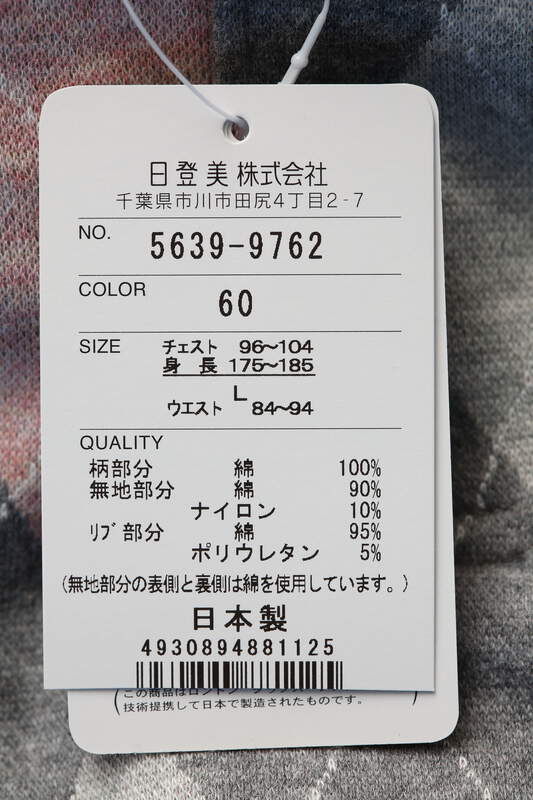 日登美株式会社
千葉県市川市田尻4丁目2-7
NO. 5639-9762
COLOR 60
SIZE チェスト 96~104
身長 175~185
L
ウエスト 84~94
QUALITY
柄部分 綿 100%
無地部分 綿 90%
ナイロン 10%
リブ部分 綿 95%
ポリウレタン 5%
(無地部分の表側と裏側は綿を使用しています。)
日本製
4930894881125
この商品は
技術提携して日本で製造されたものです。